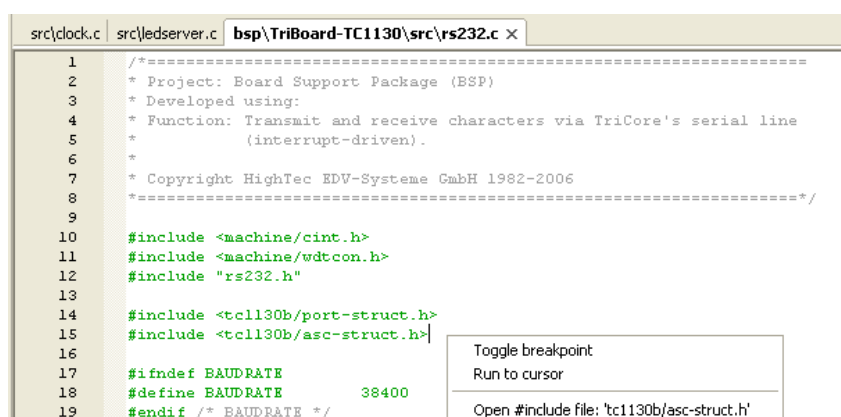 src\clock.c src\ledserver.c bsp\TriBoard-TC1130\src\rs232.c ×
1 /*=========================================================================
2 * Project: Board Support Package (BSP)
3 * Developed using:
4 * Function: Transmit and receive characters via TriCore's serial line
5 *           (interrupt-driven).
6 *
7 * Copyright HighTec EDV-Systeme GmbH 1982-2006
8 *=========================================================================*/
9
10 #include <machine/cint.h>
11 #include <machine/wdtcon.h>
12 #include "rs232.h"
13
14 #include <tc1130b/port-struct.h>
15 #include <tc1130b/asc-struct.h>
16
17 #ifndef BAUDRATE
18 #define BAUDRATE        38400
19 #endif /* BAUDRATE */
Toggle breakpoint
Run to cursor
Open #include file: 'tc1130b/asc-struct.h'